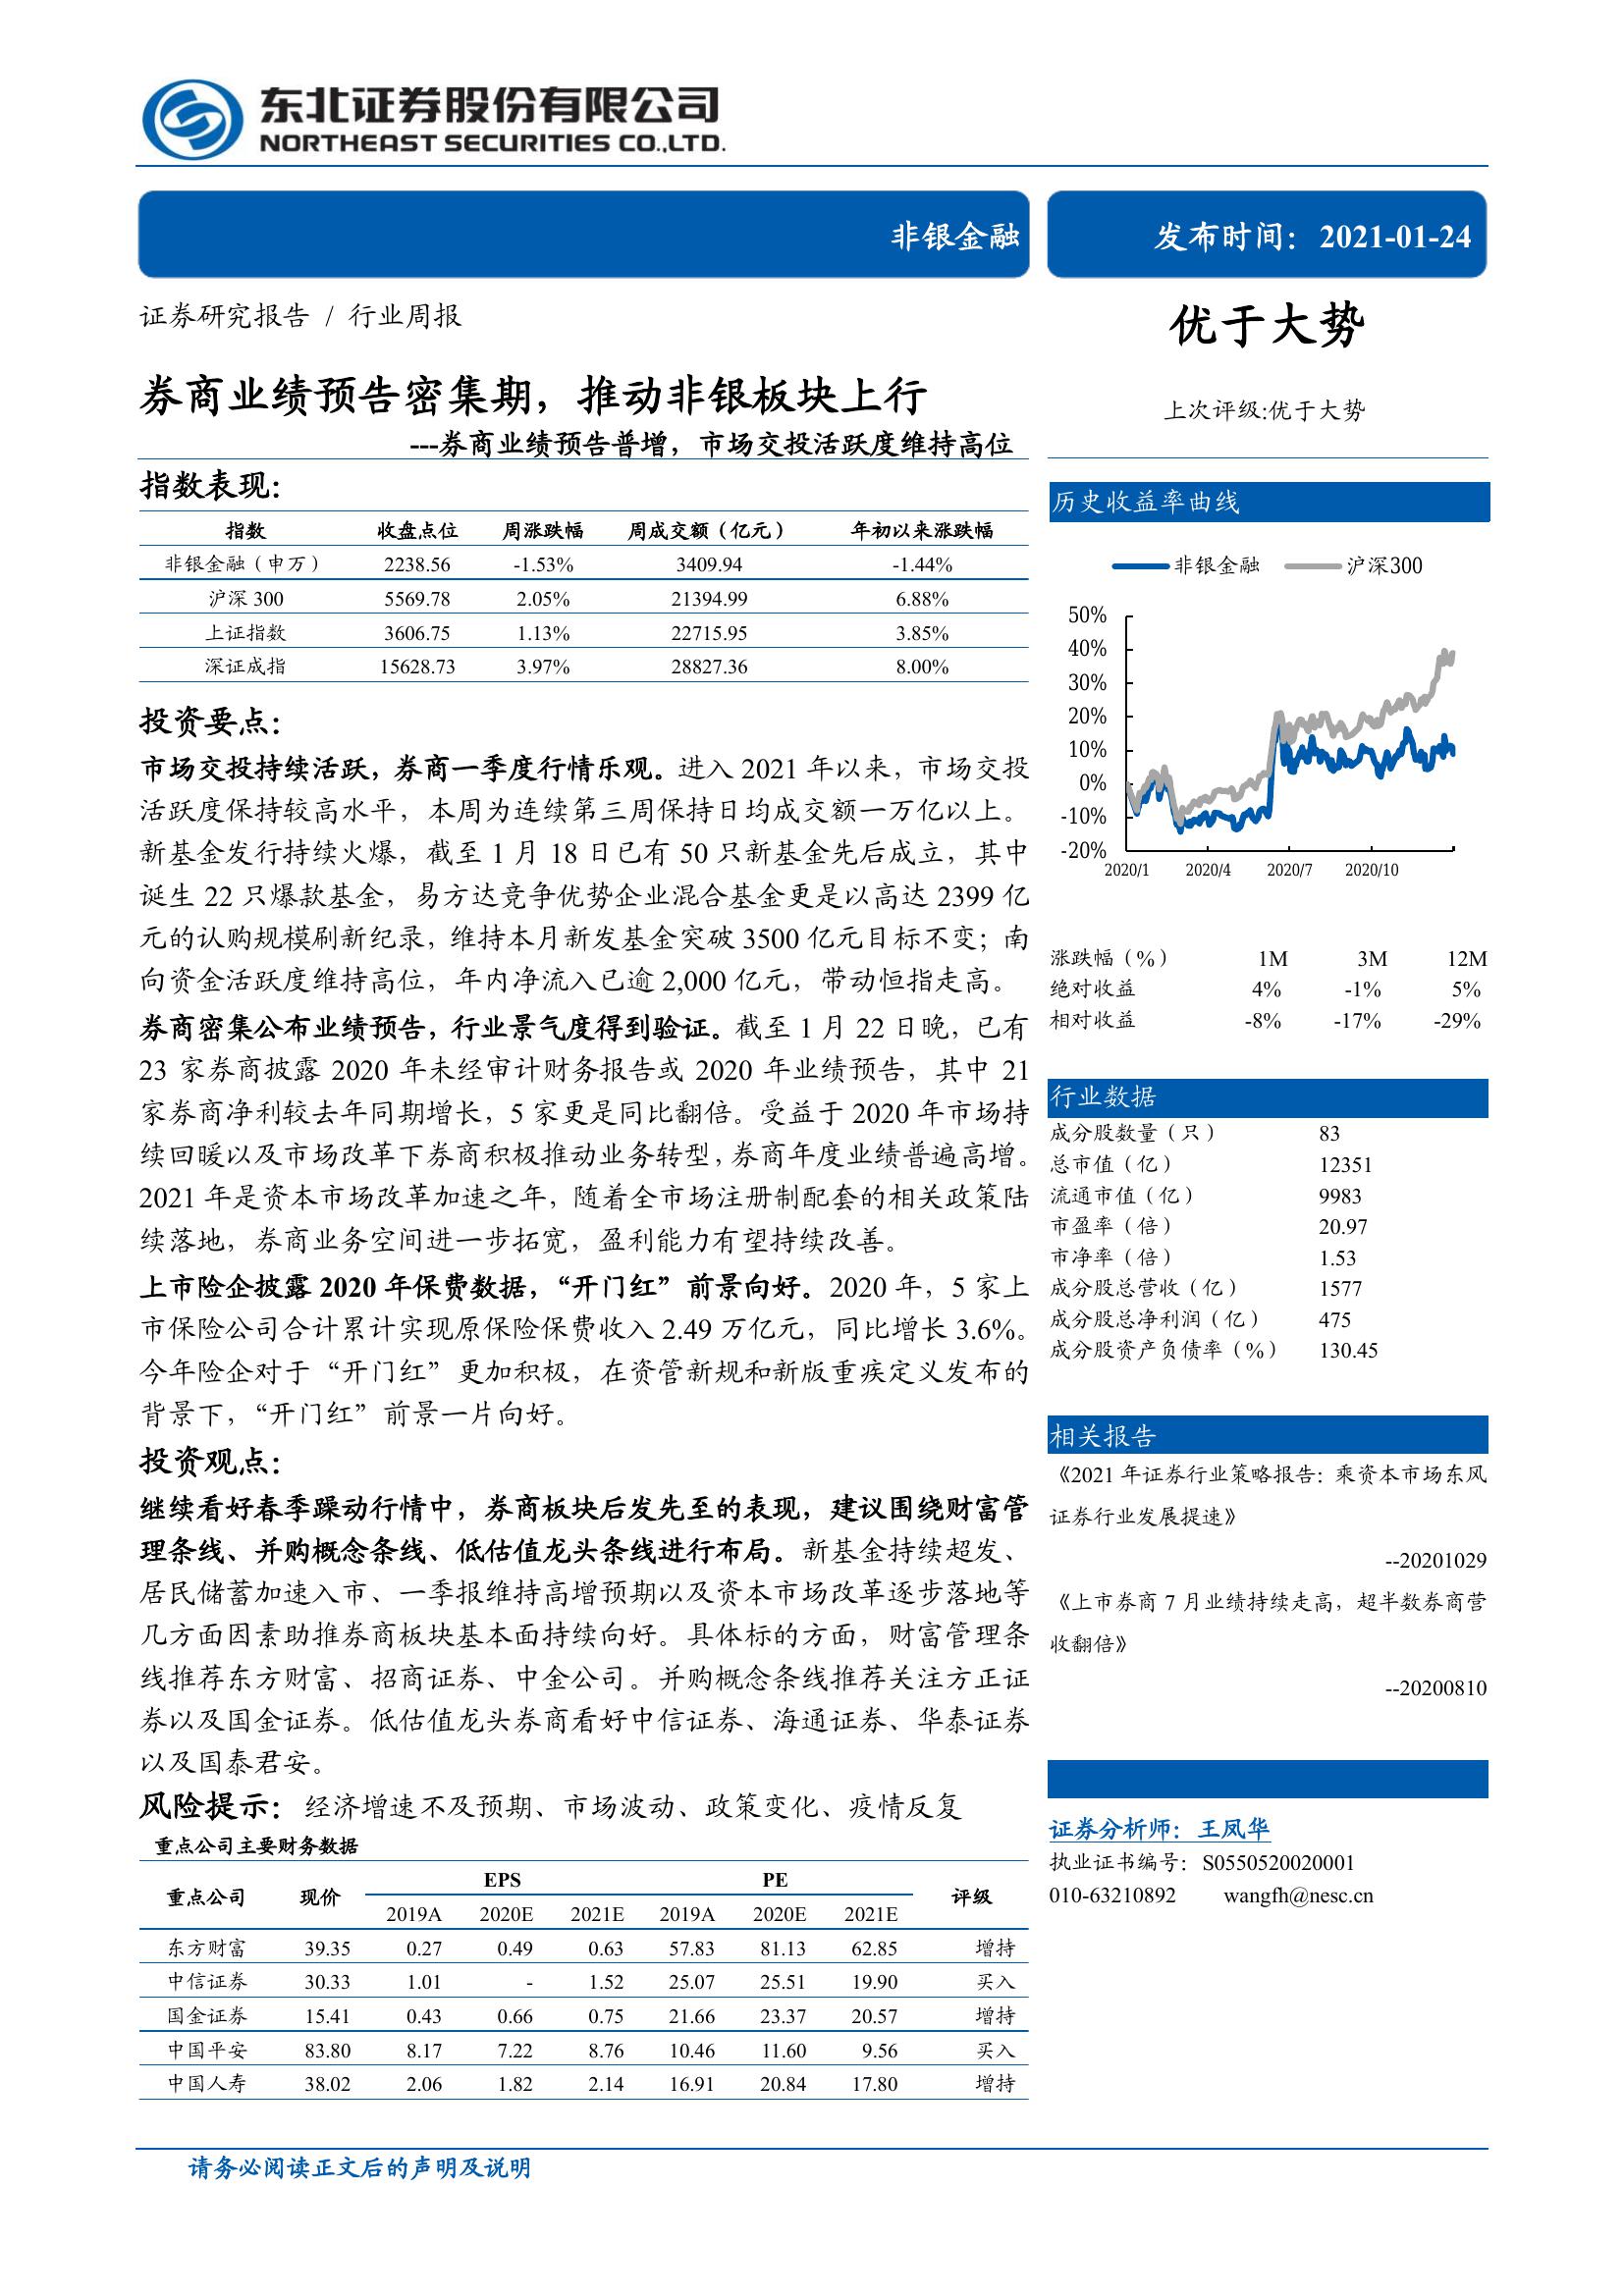 东北证券股份有限公司
NORTHEAST SECURITIES CO.,LTD.
非银金融
发布时间：2021-01-24
证券研究报告 / 行业周报
券商业绩预告密集期，推动非银板块上行
---券商业绩预告普增，市场交投活跃度维持高位
指数表现：
指数 收盘点位 周涨跌幅 周成交额（亿元） 年初以来涨跌幅
非银金融（申万） 2238.56 -1.53% 3409.94 -1.44%
沪深 300 5569.78 2.05% 21394.99 6.88%
上证指数 3606.75 1.13% 22715.95 3.85%
深证成指 15628.73 3.97% 28827.36 8.00%
投资要点：
市场交投持续活跃，券商一季度行情乐观。进入 2021 年以来，市场交投
活跃度保持较高水平，本周为连续第三周保持日均成交额一万亿以上。
新基金发行持续火爆，截至 1 月 18 日已有 50 只新基金先后成立，其中
诞生 22 只爆款基金，易方达竞争优势企业混合基金更是以高达 2399 亿
元的认购规模刷新纪录，维持本月新发基金突破 3500 亿元目标不变；南
向资金活跃度维持高位，年内净流入已逾 2,000 亿元，带动恒指走高。
券商密集公布业绩预告，行业景气度得到验证。截至 1 月 22 日晚，已有
23 家券商披露 2020 年未经审计财务报告或 2020 年业绩预告，其中 21
家券商净利较去年同期增长，5 家更是同比翻倍。受益于 2020 年市场持
续回暖以及市场改革下券商积极推动业务转型，券商年度业绩普遍高增。
2021 年是资本市场改革加速之年，随着全市场注册制配套的相关政策陆
续落地，券商业务空间进一步拓宽，盈利能力有望持续改善。
上市险企披露 2020 年保费数据，“开门红”前景向好。2020 年，5 家上
市保险公司合计累计实现原保险保费收入 2.49 万亿元，同比增长 3.6%。
今年险企对于“开门红”更加积极，在资管新规和新版重疾定义发布的
背景下，“开门红”前景一片向好。
投资观点：
继续看好春季躁动行情中，券商板块后发先至的表现，建议围绕财富管
理条线、并购概念条线、低估值龙头条线进行布局。新基金持续超发、
居民储蓄加速入市、一季报维持高增预期以及资本市场改革逐步落地等
几方面因素助推券商板块基本面持续向好。具体标的方面，财富管理条
线推荐东方财富、招商证券、中金公司。并购概念条线推荐关注方正证
券以及国金证券。低估值龙头券商看好中信证券、海通证券、华泰证券
以及国泰君安。
风险提示：经济增速不及预期、市场波动、政策变化、疫情反复
重点公司主要财务数据
重点公司 现价 EPS PE 评级
2019A 2020E 2021E 2019A 2020E 2021E
东方财富 39.35 0.27 0.49 0.63 57.83 81.13 62.85 增持
中信证券 30.33 1.01 - 1.52 25.07 25.51 19.90 买入
国金证券 15.41 0.43 0.66 0.75 21.66 23.37 20.57 增持
中国平安 83.80 8.17 7.22 8.76 10.46 11.60 9.56 买入
中国人寿 38.02 2.06 1.82 2.14 16.91 20.84 17.80 增持
优于大势
上次评级:优于大势
历史收益率曲线
非银金融 沪深300
50%
40%
30%
20%
10%
0%
-10%
-20%
2020/1 2020/4 2020/7 2020/10
涨跌幅（%） 1M 3M 12M
绝对收益 4% -1% 5%
相对收益 -8% -17% -29%
行业数据
成分股数量（只） 83
总市值（亿） 12351
流通市值（亿） 9983
市盈率（倍） 20.97
市净率（倍） 1.53
成分股总营收（亿） 1577
成分股总净利润（亿） 475
成分股资产负债率（%） 130.45
相关报告
《2021 年证券行业策略报告：乘资本市场东风
证券行业发展提速》
--20201029
《上市券商 7 月业绩持续走高，超半数券商营
收翻倍》
--20200810
证券分析师：王凤华
执业证书编号：S0550520020001
010-63210892 wangfh@nesc.cn
请务必阅读正文后的声明及说明